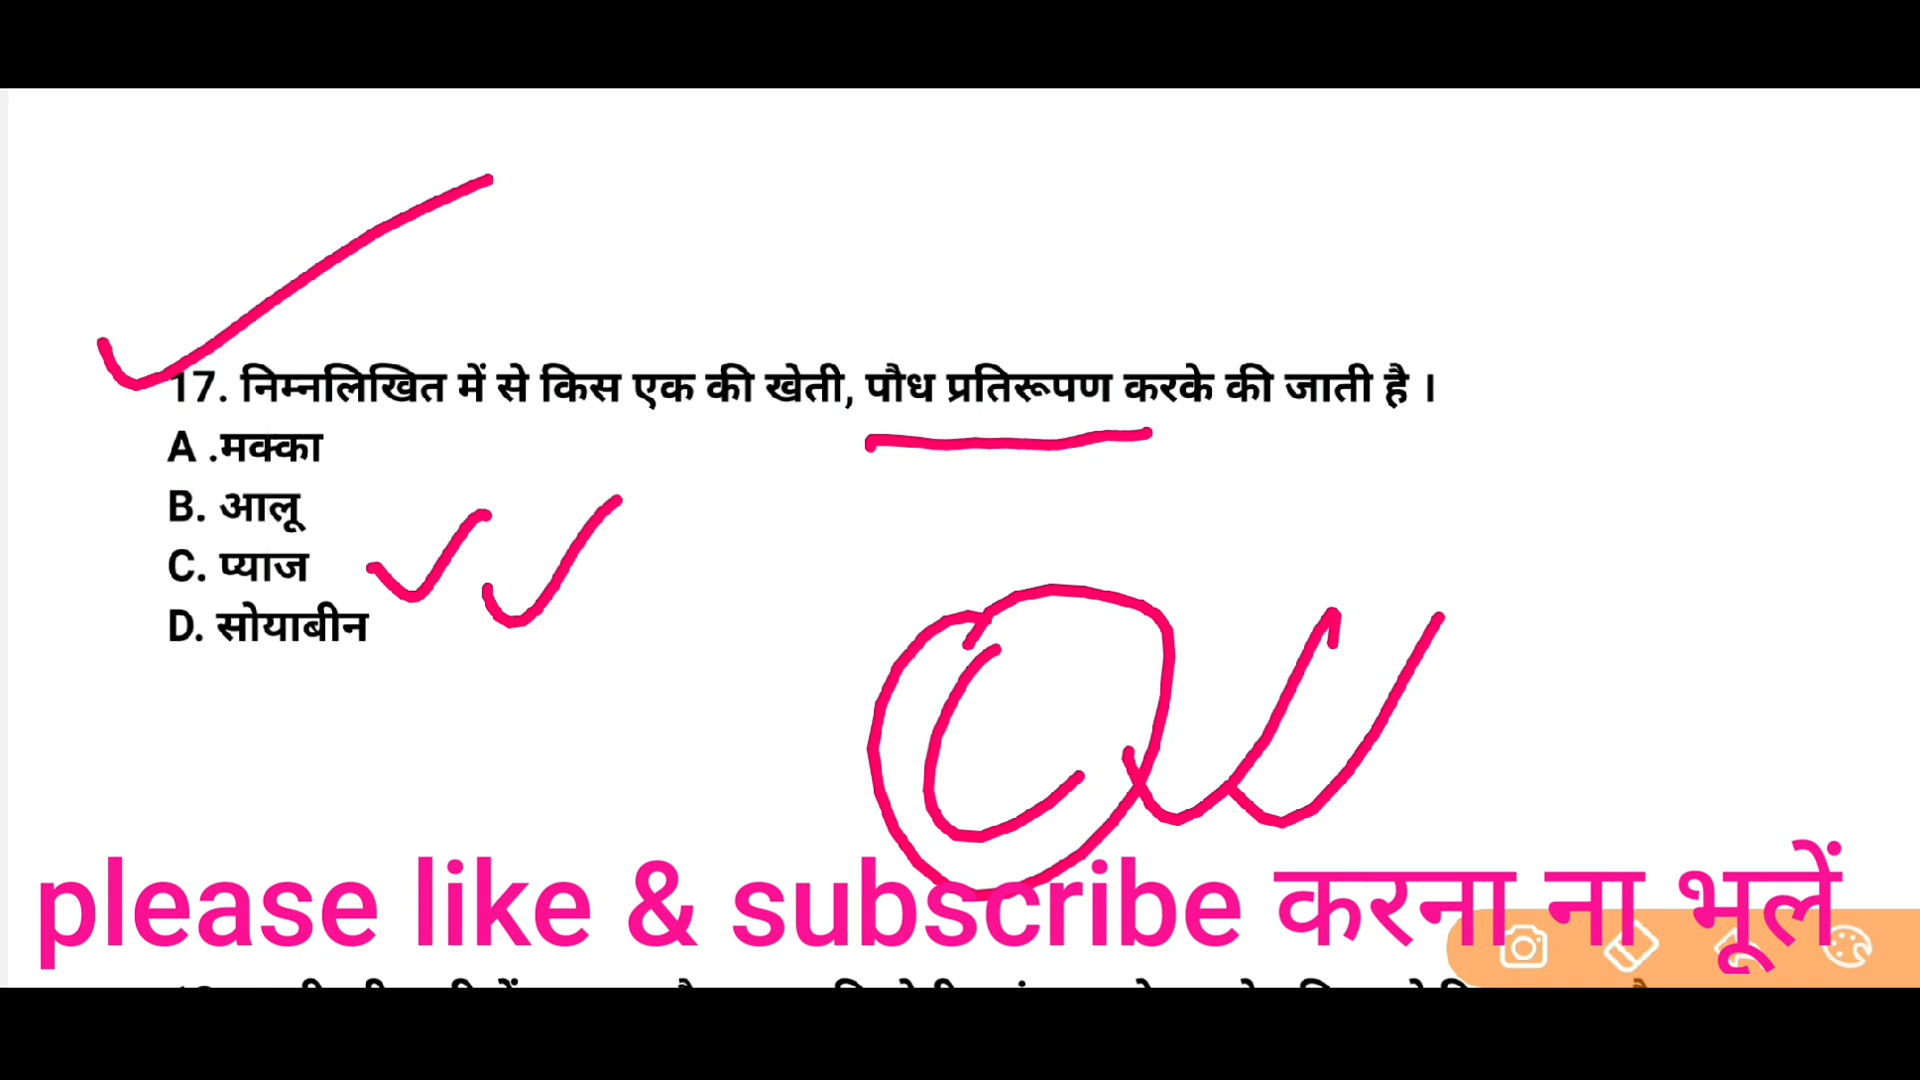 17. निम्नलिखित में से किस एक की खेती, पौध प्रतिरूपण करके की जाती है ।
A .मक्का
B. आलू
C. प्याज
D. सोयाबीन
C
please like & subscribe करना ना भूलें